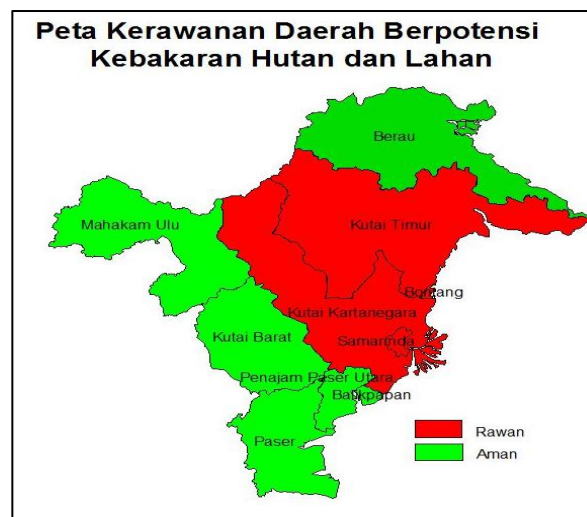 Peta Kerawanan Daerah Berpotensi
Kebakaran Hutan dan Lahan
Berau
Mahakam Ulu
Kutai Timur
Bontang
Kutai Kartanegara
Kutai Barat
Samarinda
Penajam Paser Utara
Balikpapan
Paser
Rawan
Aman